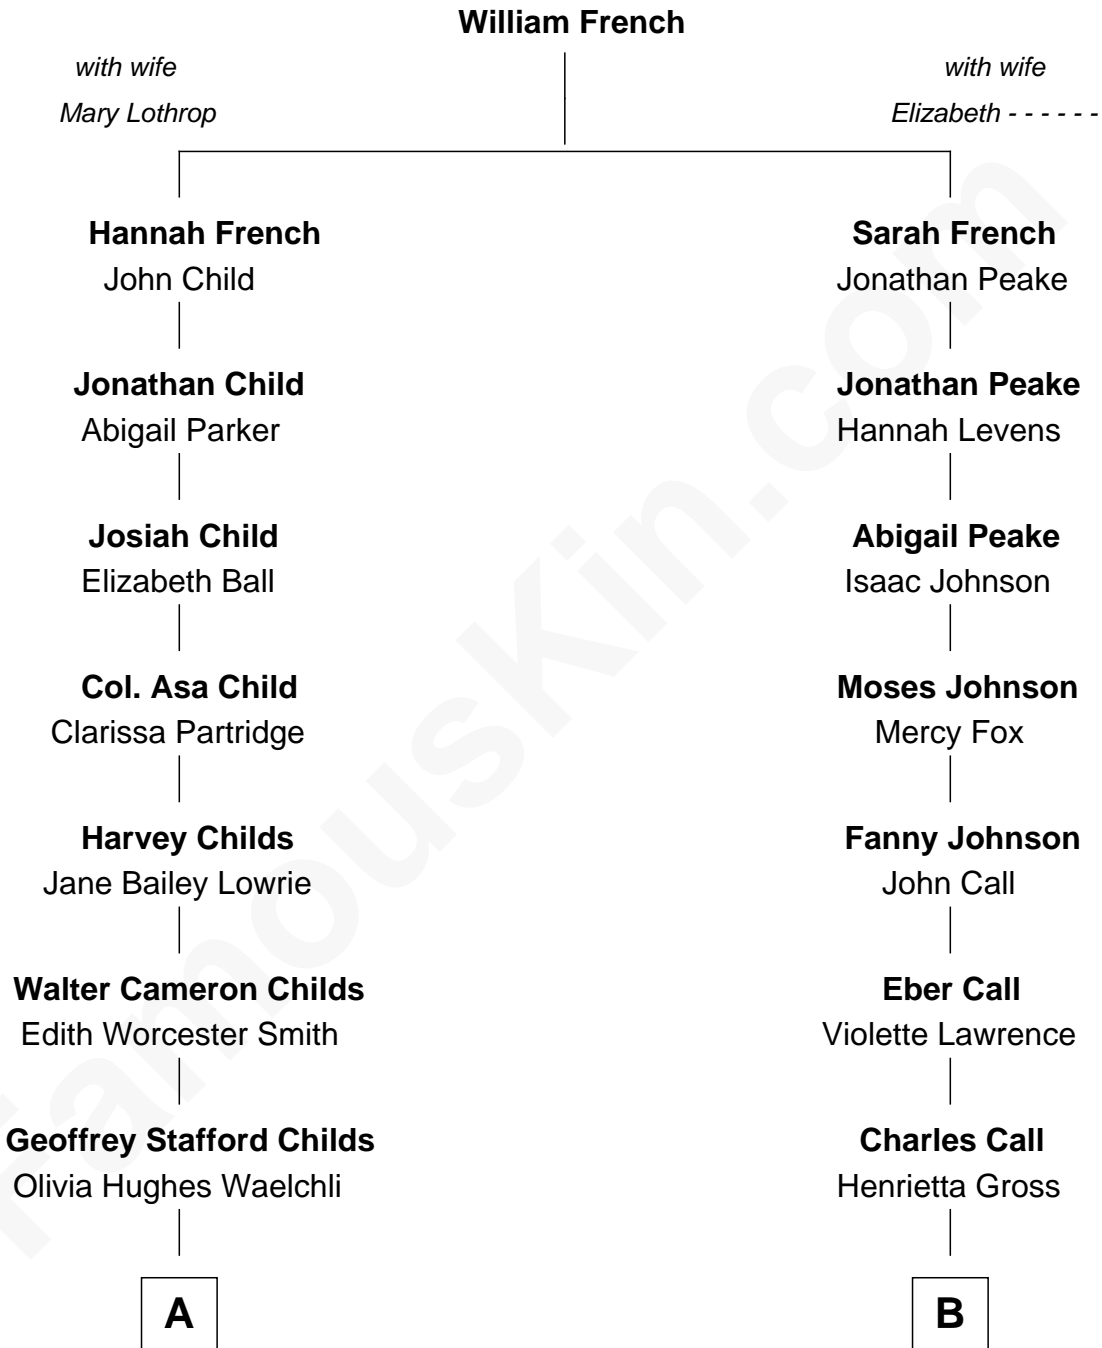 William French
with wife
Mary Lothrop
with wife
Elizabeth - - - - - -
Hannah French
John Child
Sarah French
Jonathan Peake
Jonathan Child
Abigail Parker
Jonathan Peake
Hannah Levens
Josiah Child
Elizabeth Ball
Abigail Peake
Isaac Johnson
Col. Asa Child
Clarissa Partridge
Moses Johnson
Mercy Fox
Harvey Childs
Jane Bailey Lowrie
Fanny Johnson
John Call
Walter Cameron Childs
Edith Worcester Smith
Eber Call
Violette Lawrence
Geoffrey Stafford Childs
Olivia Hughes Waelchli
Charles Call
Henrietta Gross
A
B
FamousKin.com